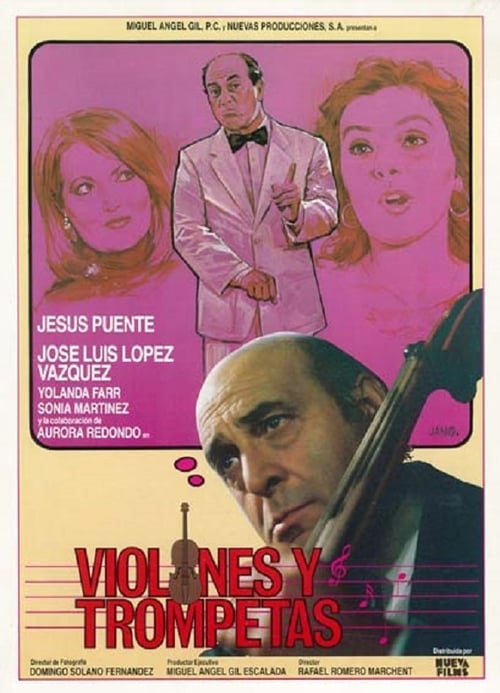 MIGUEL ANGEL GIL, P.C. y NUEVAS PRODUCCIONES, S.A. presentan a
JESUS PUENTE
JOSE LUIS LOPEZ
VAZQUEZ
YOLANDA FARR
SONIA MARTINEZ
y la colaboración de
AURORA REDONDO en
JANO.
VIOLINES Y
TROMPETAS
Distribuida por
NUEVA
FILMS
Director de Fotografía
DOMINGO SOLANO FERNANDEZ
Productor Ejecutivo
MIGUEL ANGEL GIL ESCALADA
Director
RAFAEL ROMERO MARCHENT